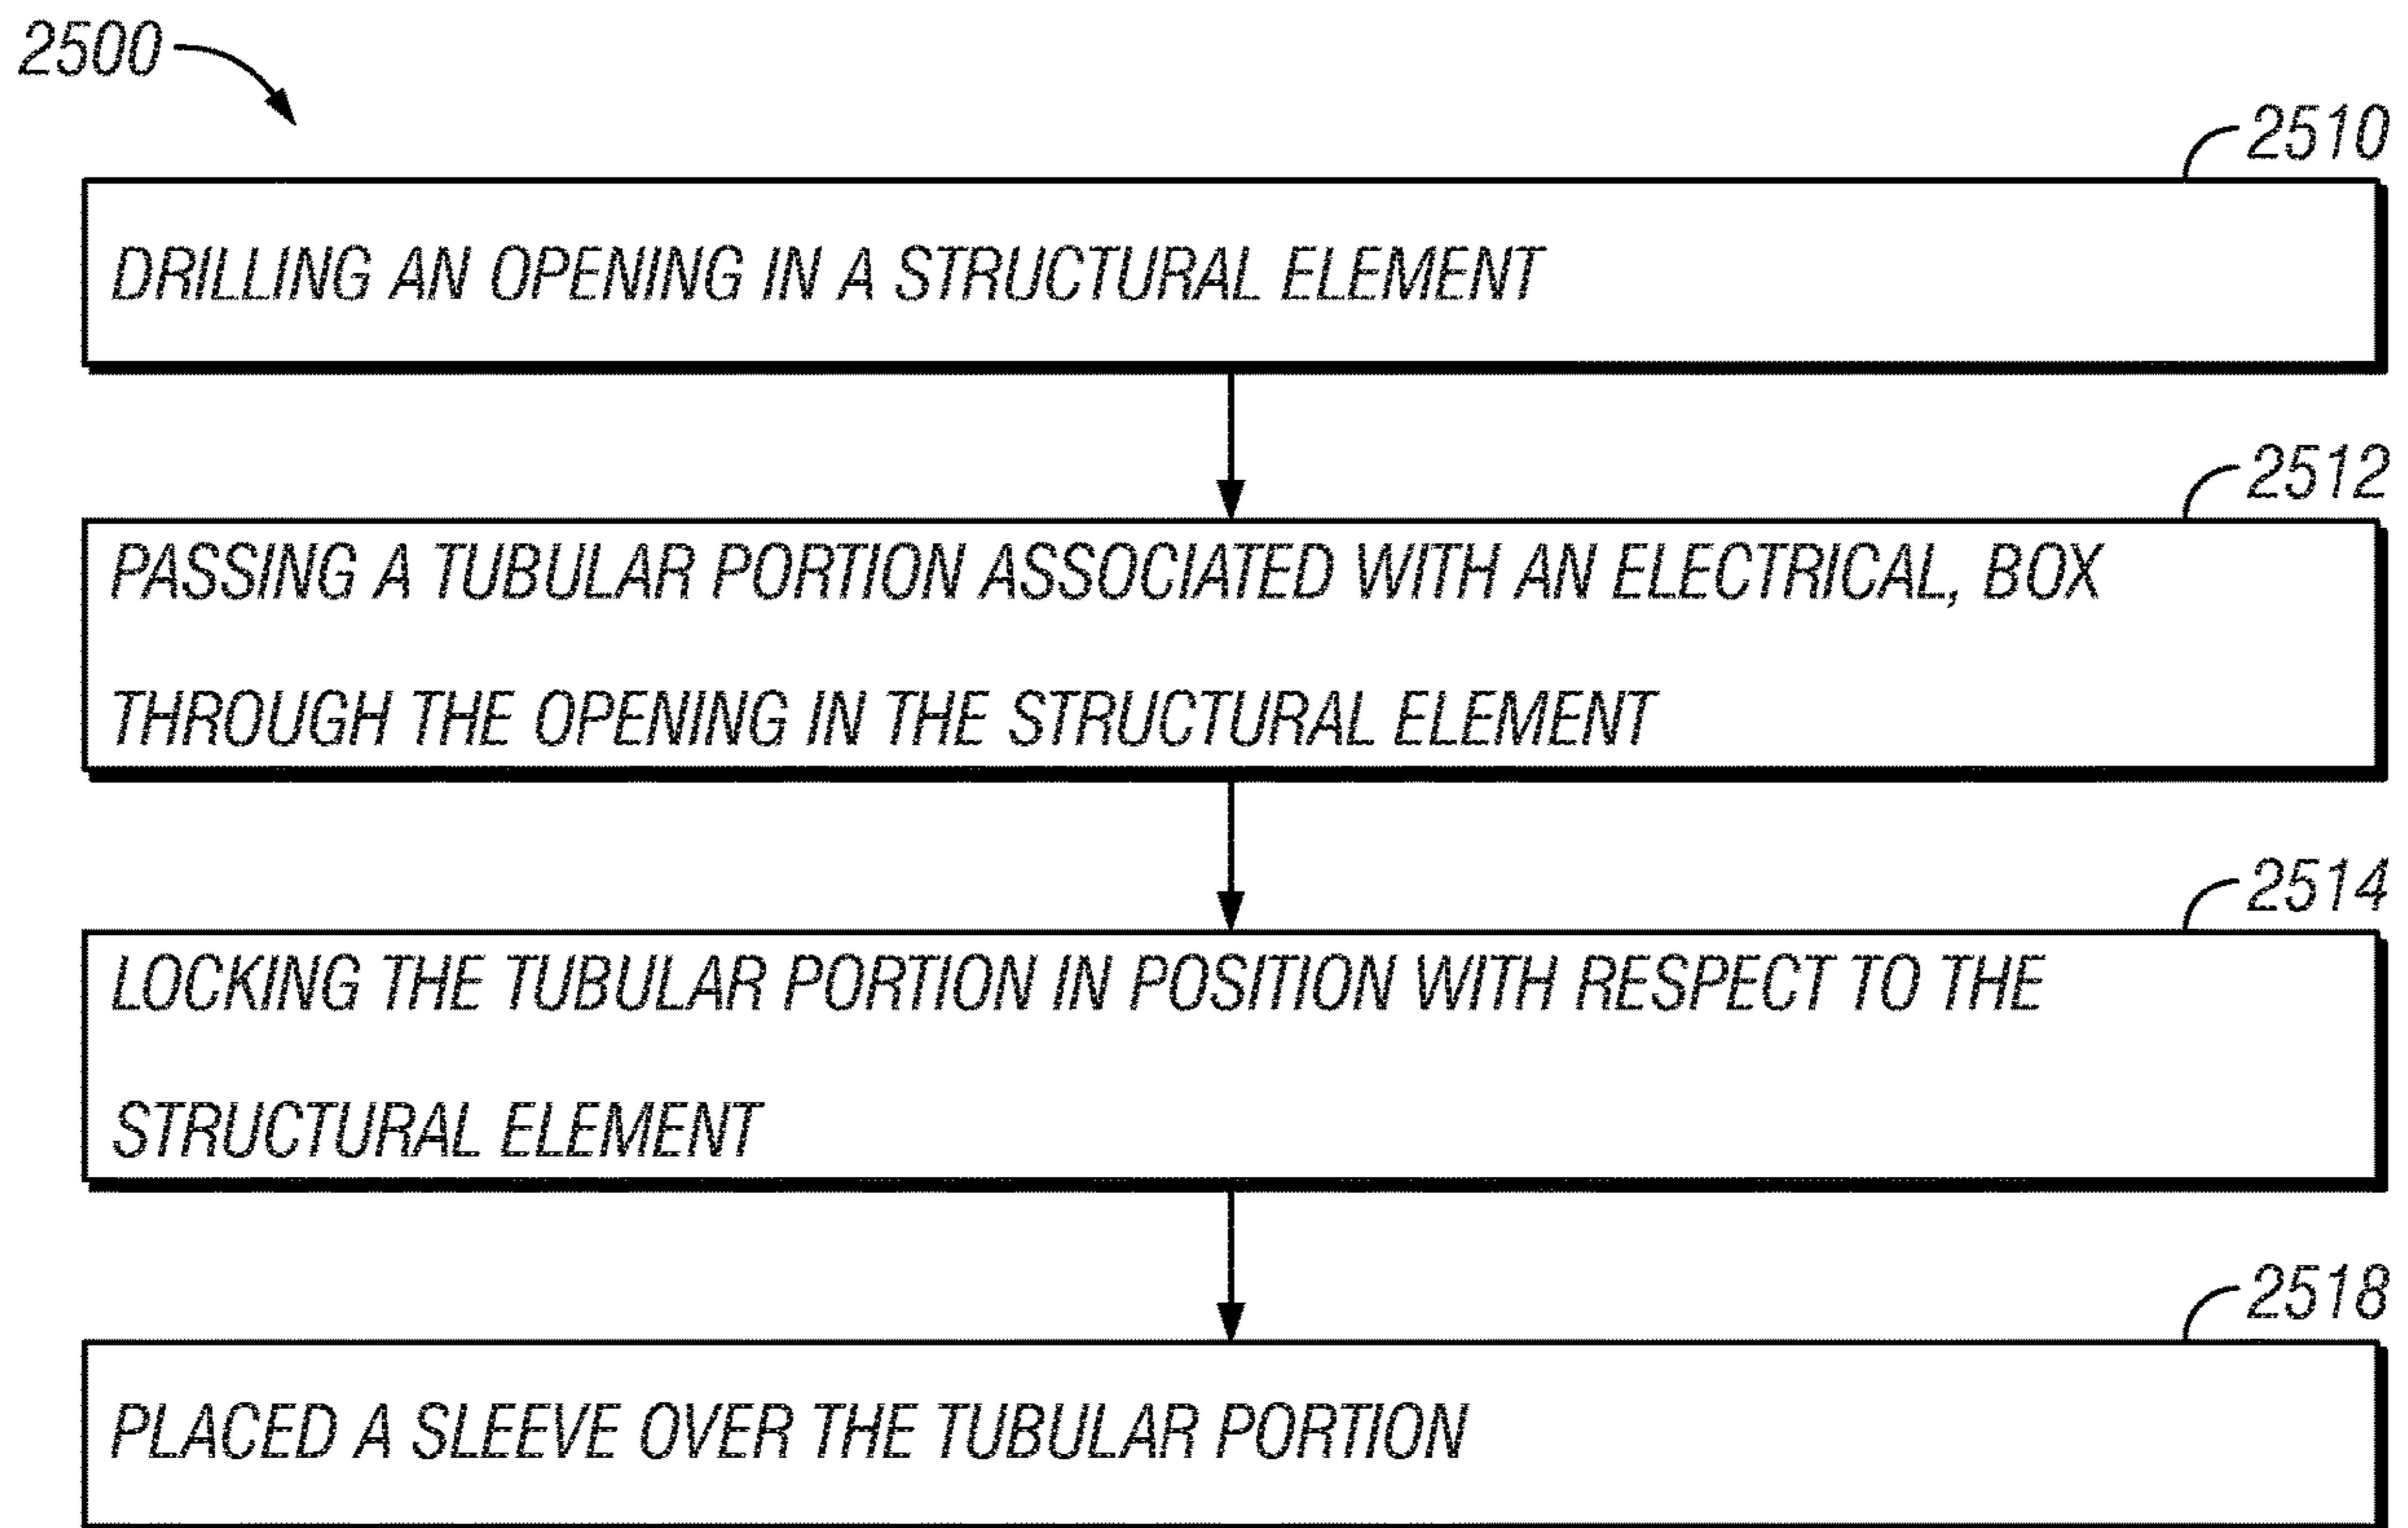 2500
2510
DRILLING AN OPENING IN A STRUCTURAL ELEMENT
2512
PASSING A TUBULAR PORTION ASSOCIATED WITH AN ELECTRICAL, BOX
THROUGH THE OPENING IN THE STRUCTURAL ELEMENT
2514
LOCKING THE TUBULAR PORTION IN POSITION WITH RESPECT TO THE
STRUCTURAL ELEMENT
2518
PLACED A SLEEVE OVER THE TUBULAR PORTION